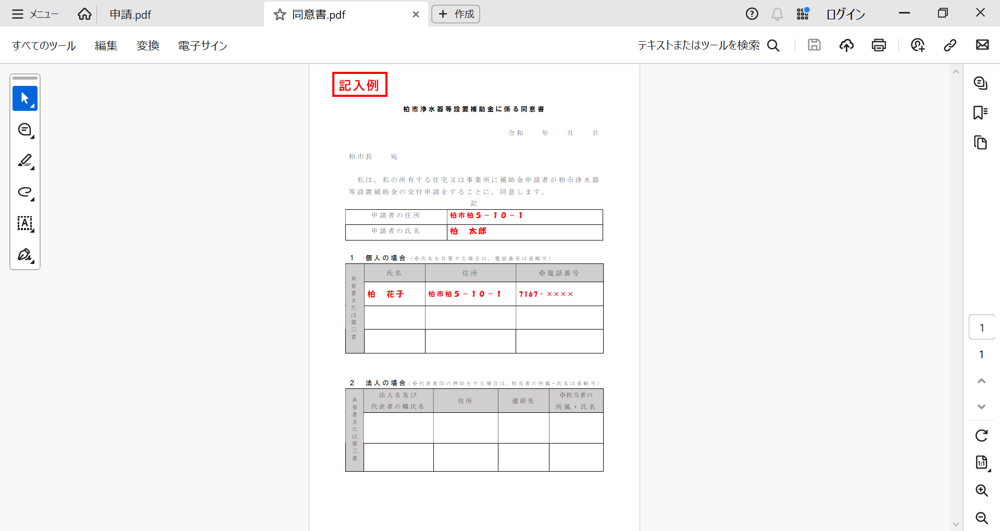 メニュー
申請.pdf
同意書.pdf
作成
ログイン
すべてのツール
編集
変換
電子サイン
テキストまたはツールを検索
記入例
柏市浄水器等設置補助金に係る同意書
令和　　年　　月　　日
柏市長　　宛
私は，私の所有する住宅又は事業所に補助金申請者が柏市浄水器
等設置補助金の交付申請をすることに，同意します。
記
申請者の住所　柏市柏５－１０－１
申請者の氏名　柏　太郎
１　個人の場合（※氏名を自署する場合は，電話番号は省略可）
共有者または第三者
氏名　住所　※電話番号
柏　花子　柏市柏５－１０－１　7167-××××
２　法人の場合（※代表者印の押印をする場合は，担当者の所属・氏名は省略可）
共有者または第三者
法人名及び
代表者の職氏名
住所
連絡先
※担当者の
所属・氏名
A
1
1
1:1